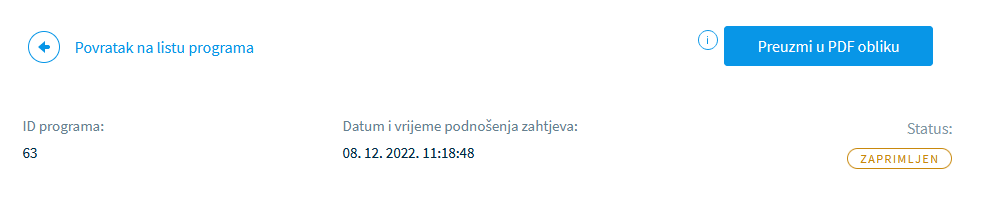 Povratak na listu programa
i
Preuzmi u PDF obliku
ID programa:
63
Datum i vrijeme podnošenja zahtjeva:
08. 12. 2022. 11:18:48
Status:
ZAPRIMLJEN